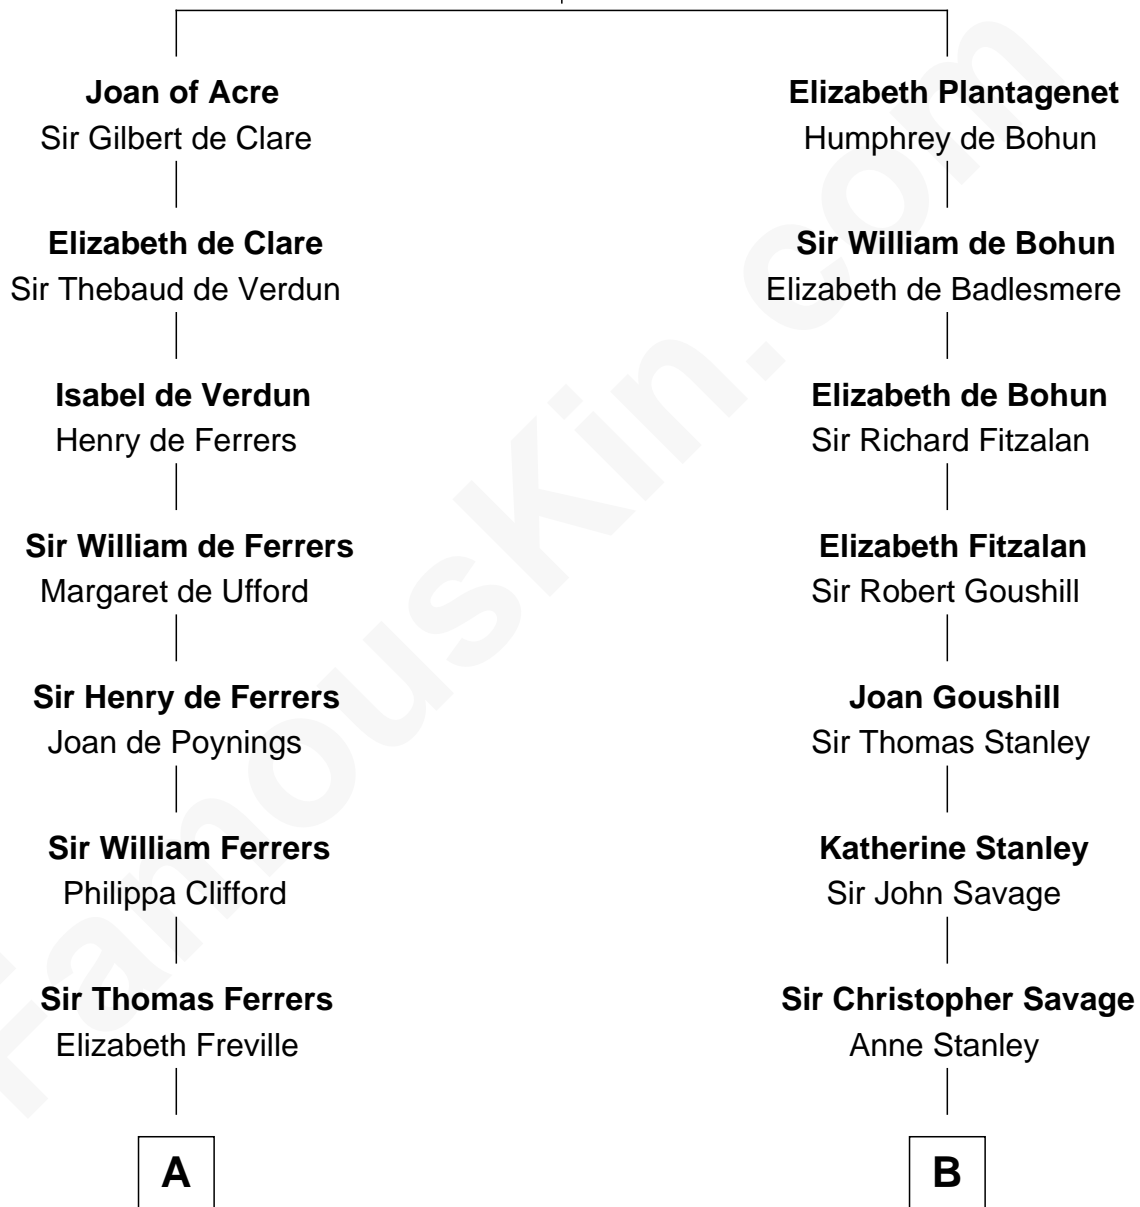 Joan of Acre
Sir Gilbert de Clare
Elizabeth de Clare
Sir Thebaud de Verdun
Isabel de Verdun
Henry de Ferrers
Sir William de Ferrers
Margaret de Ufford
Sir Henry de Ferrers
Joan de Poynings
Sir William Ferrers
Philippa Clifford
Sir Thomas Ferrers
Elizabeth Freville
A
Elizabeth Plantagenet
Humphrey de Bohun
Sir William de Bohun
Elizabeth de Badlesmere
Elizabeth de Bohun
Sir Richard Fitzalan
Elizabeth Fitzalan
Sir Robert Goushill
Joan Goushill
Sir Thomas Stanley
Katherine Stanley
Sir John Savage
Sir Christopher Savage
Anne Stanley
B
FamousKin.com